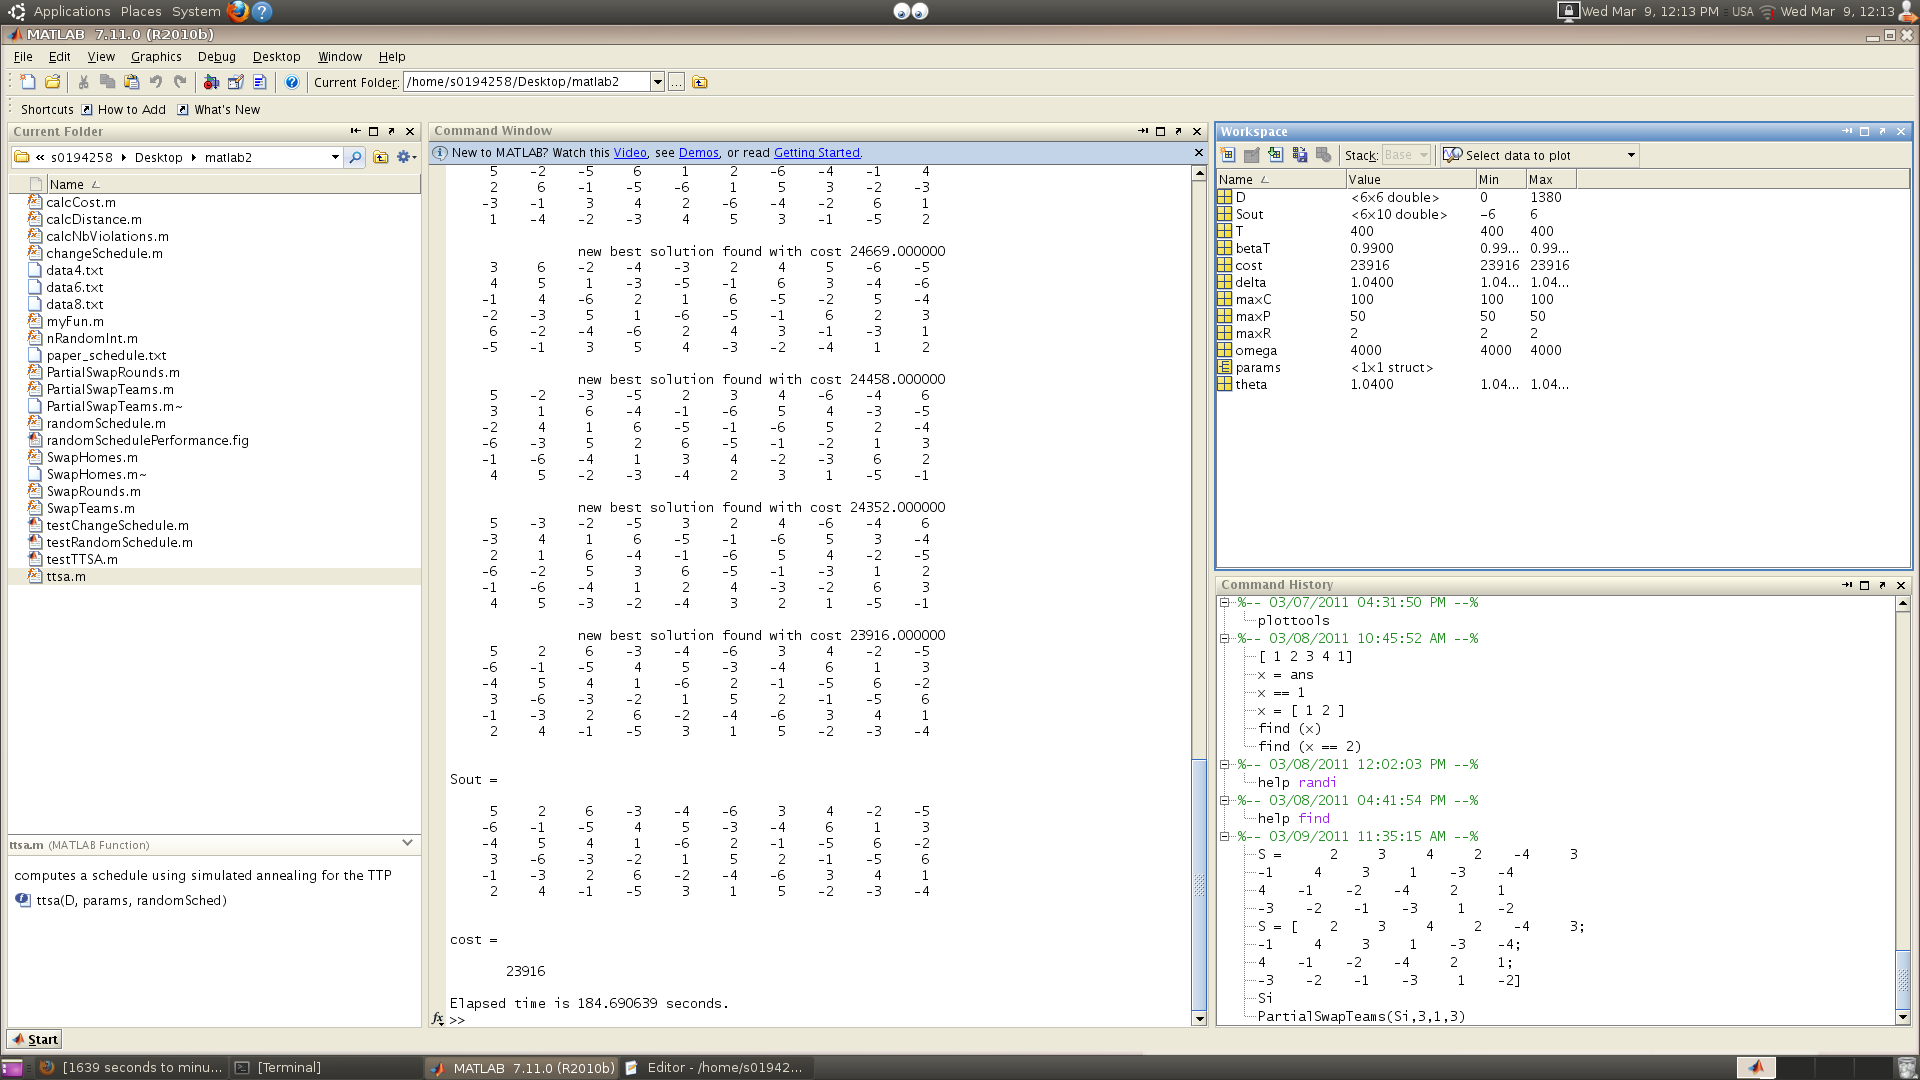 Applications Places System
Wed Mar 9, 12:13 PM USA Wed Mar 9, 12:13
MATLAB 7.11.0 (R2010b)
File Edit View Graphics Debug Desktop Window Help
Current Folder: /home/s0194258/Desktop/matlab2
Shortcuts How to Add What's New
Current Folder
« s0194258 Desktop matlab2
Name
calcCost.m
calcDistance.m
calcNbViolations.m
changeSchedule.m
data4.txt
data6.txt
data8.txt
myFun.m
nRandomInt.m
paper_schedule.txt
PartialSwapRounds.m
PartialSwapTeams.m
PartialSwapTeams.m~
randomSchedule.m
randomSchedulePerformance.fig
SwapHomes.m
SwapHomes.m~
SwapRounds.m
SwapTeams.m
testChangeSchedule.m
testRandomSchedule.m
testTTSA.m
ttsa.m
ttsa.m (MATLAB Function)
computes a schedule using simulated annealing for the TTP
ttsa(D, params, randomSched)
Start
Command Window
New to MATLAB? Watch this Video, see Demos, or read Getting Started.
5 -2 -5 6 1 2 -6 -4 -1 4
2 6 -1 -5 -6 1 5 3 -2 -3
-3 -1 3 4 2 -6 -4 -2 6 1
1 -4 -2 -3 4 5 3 -1 -5 2
new best solution found with cost 24669.000000
3 6 -2 -4 -3 2 4 5 -6 -5
4 5 1 -3 -5 -1 6 3 -4 -6
-1 4 -6 2 1 6 -5 -2 5 -4
-2 -3 5 1 -6 -5 -1 6 2 3
6 -2 -4 -6 2 4 3 -1 -3 1
-5 -1 3 5 4 -3 -2 -4 1 2
new best solution found with cost 24458.000000
5 -2 -3 -5 2 3 4 -6 -4 6
3 1 6 -4 -1 -6 5 4 -3 -5
-2 4 1 6 -5 -1 -6 5 2 -4
-6 -3 5 2 6 -5 -1 -2 1 3
-1 -6 -4 1 3 4 -2 -3 6 2
4 5 -2 -3 -4 2 3 1 -5 -1
new best solution found with cost 24352.000000
5 -3 -2 -5 3 2 4 -6 -4 6
-3 4 1 6 -5 -1 -6 5 3 -4
2 1 6 -4 -1 -6 5 4 -2 -5
-6 -2 5 3 6 -5 -1 -3 1 2
-1 -6 -4 1 2 4 -3 -2 6 3
4 5 -3 -2 -4 3 2 1 -5 -1
new best solution found with cost 23916.000000
5 2 6 -3 -4 -6 3 4 -2 -5
-6 -1 -5 4 5 -3 -4 6 1 3
-4 5 4 1 -6 2 -1 -5 6 -2
3 -6 -3 -2 1 5 2 -1 -5 6
-1 -3 2 6 -2 -4 -6 3 4 1
2 4 -1 -5 3 1 5 -2 -3 -4
Sout =
5 2 6 -3 -4 -6 3 4 -2 -5
-6 -1 -5 4 5 -3 -4 6 1 3
-4 5 4 1 -6 2 -1 -5 6 -2
3 -6 -3 -2 1 5 2 -1 -5 6
-1 -3 2 6 -2 -4 -6 3 4 1
2 4 -1 -5 3 1 5 -2 -3 -4
cost =
23916
Elapsed time is 184.690639 seconds.
fx >>
Workspace
Stack: Base Select data to plot
Name Value Min Max
D <6x6 double> 0 1380
Sout <6x10 double> -6 6
T 400 400 400
betaT 0.9900 0.99... 0.99...
cost 23916 23916 23916
delta 1.0400 1.04... 1.04...
maxC 100 100 100
maxP 50 50 50
maxR 2 2 2
omega 4000 4000 4000
params <1x1 struct>
theta 1.0400 1.04... 1.04...
Command History
%-- 03/07/2011 04:31:50 PM --%
plottools
%-- 03/08/2011 10:45:52 AM --%
[ 1 2 3 4 1]
x = ans
x == 1
x = [ 1 2 ]
find (x)
find (x == 2)
%-- 03/08/2011 12:02:03 PM --%
help randi
%-- 03/08/2011 04:41:54 PM --%
help find
%-- 03/09/2011 11:35:15 AM --%
S = 2 3 4 2 -4 3
-1 4 3 1 -3 -4
4 -1 -2 -4 2 1
-3 -2 -1 -3 1 -2
S = [ 2 3 4 2 -4 3;
-1 4 3 1 -3 -4;
4 -1 -2 -4 2 1;
-3 -2 -1 -3 1 -2]
Si
PartialSwapTeams(Si,3,1,3)
[1639 seconds to minu... [Terminal] MATLAB 7.11.0 (R2010b) Editor - /home/s01942...